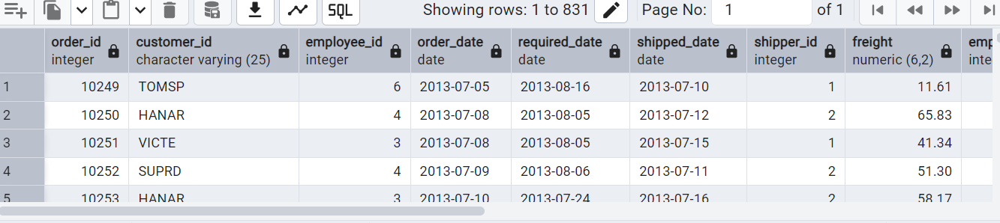 SQL Showing rows: 1 to 831 Page No: 1 of 1
order_id customer_id employee_id order_date required_date shipped_date shipper_id freight emp
integer character varying (25) integer date date date integer numeric (6,2) inte
1 10249 TOMSP 6 2013-07-05 2013-08-16 2013-07-10 1 11.61
2 10250 HANAR 4 2013-07-08 2013-08-05 2013-07-12 2 65.83
3 10251 VICTE 3 2013-07-08 2013-08-05 2013-07-15 1 41.34
4 10252 SUPRD 4 2013-07-09 2013-08-06 2013-07-11 2 51.30
5 10253 HANAR 3 2013-07-10 2013-07-24 2013-07-16 2 58.17